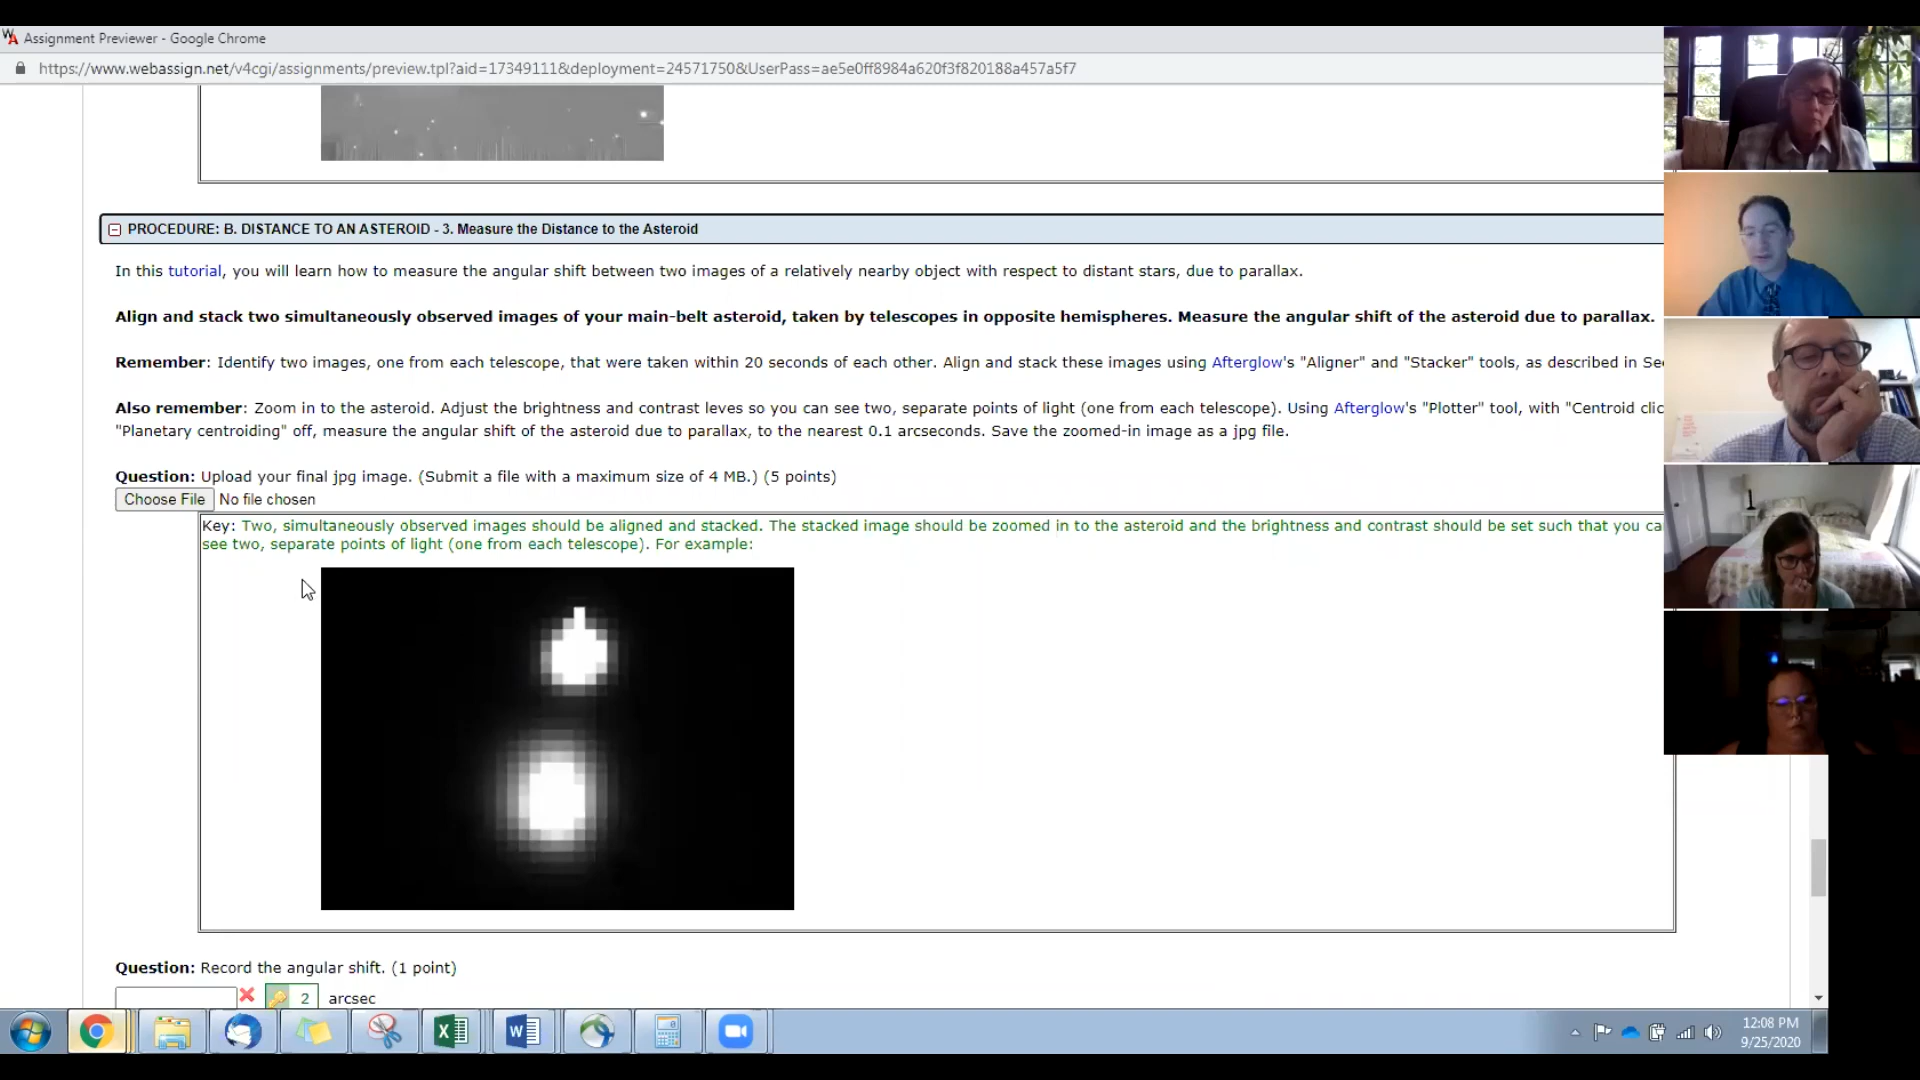 Assignment Previewer - Google Chrome
https://www.webassign.net/v4cgi/assignments/preview.tpl?aid=17349111&deployment=24571750&UserPass=ae5e0ff8984a620f3f820188a457a5f7
PROCEDURE: B. DISTANCE TO AN ASTEROID - 3. Measure the Distance to the Asteroid
In this tutorial, you will learn how to measure the angular shift between two images of a relatively nearby object with respect to distant stars, due to parallax.
Align and stack two simultaneously observed images of your main-belt asteroid, taken by telescopes in opposite hemispheres. Measure the angular shift of the asteroid due to parallax.
Remember: Identify two images, one from each telescope, that were taken within 20 seconds of each other. Align and stack these images using Afterglow's "Aligner" and "Stacker" tools, as described in Se
Also remember: Zoom in to the asteroid. Adjust the brightness and contrast leves so you can see two, separate points of light (one from each telescope). Using Afterglow's "Plotter" tool, with "Centroid clic
"Planetary centroiding" off, measure the angular shift of the asteroid due to parallax, to the nearest 0.1 arcseconds. Save the zoomed-in image as a jpg file.
Question: Upload your final jpg image. (Submit a file with a maximum size of 4 MB.) (5 points)
Choose File No file chosen
Key: Two, simultaneously observed images should be aligned and stacked. The stacked image should be zoomed in to the asteroid and the brightness and contrast should be set such that you ca
see two, separate points of light (one from each telescope). For example:
Question: Record the angular shift. (1 point)
2 arcsec
12:08 PM
9/25/2020